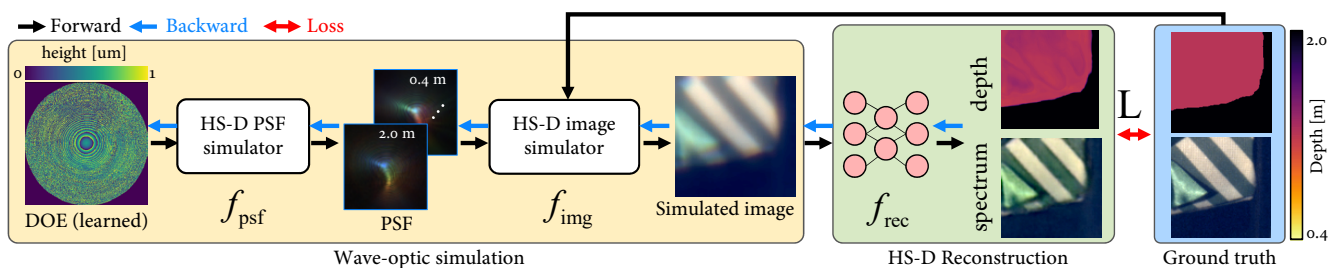 Forward
Backward
Loss
height [um]
0
1
DOE (learned)
HS-D PSF
simulator
f_psf
0.4 m
2.0 m
PSF
HS-D image
simulator
f_img
Simulated image
Wave-optic simulation
f_rec
depth
spectrum
HS-D Reconstruction
L
Ground truth
2.0
Depth [m]
0.4